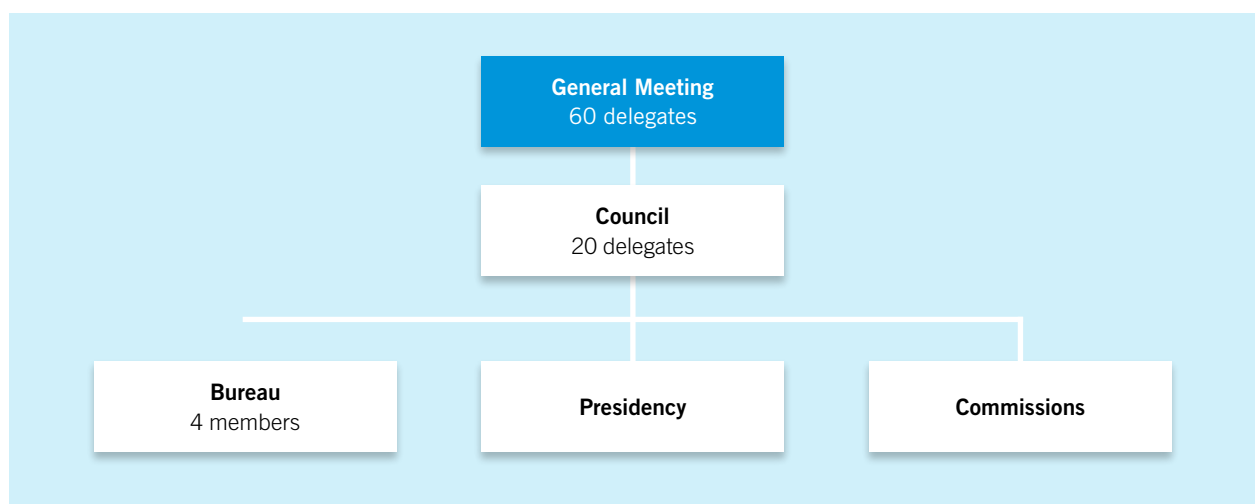 General Meeting
60 delegates
Council
20 delegates
Bureau
4 members
Presidency
Commissions